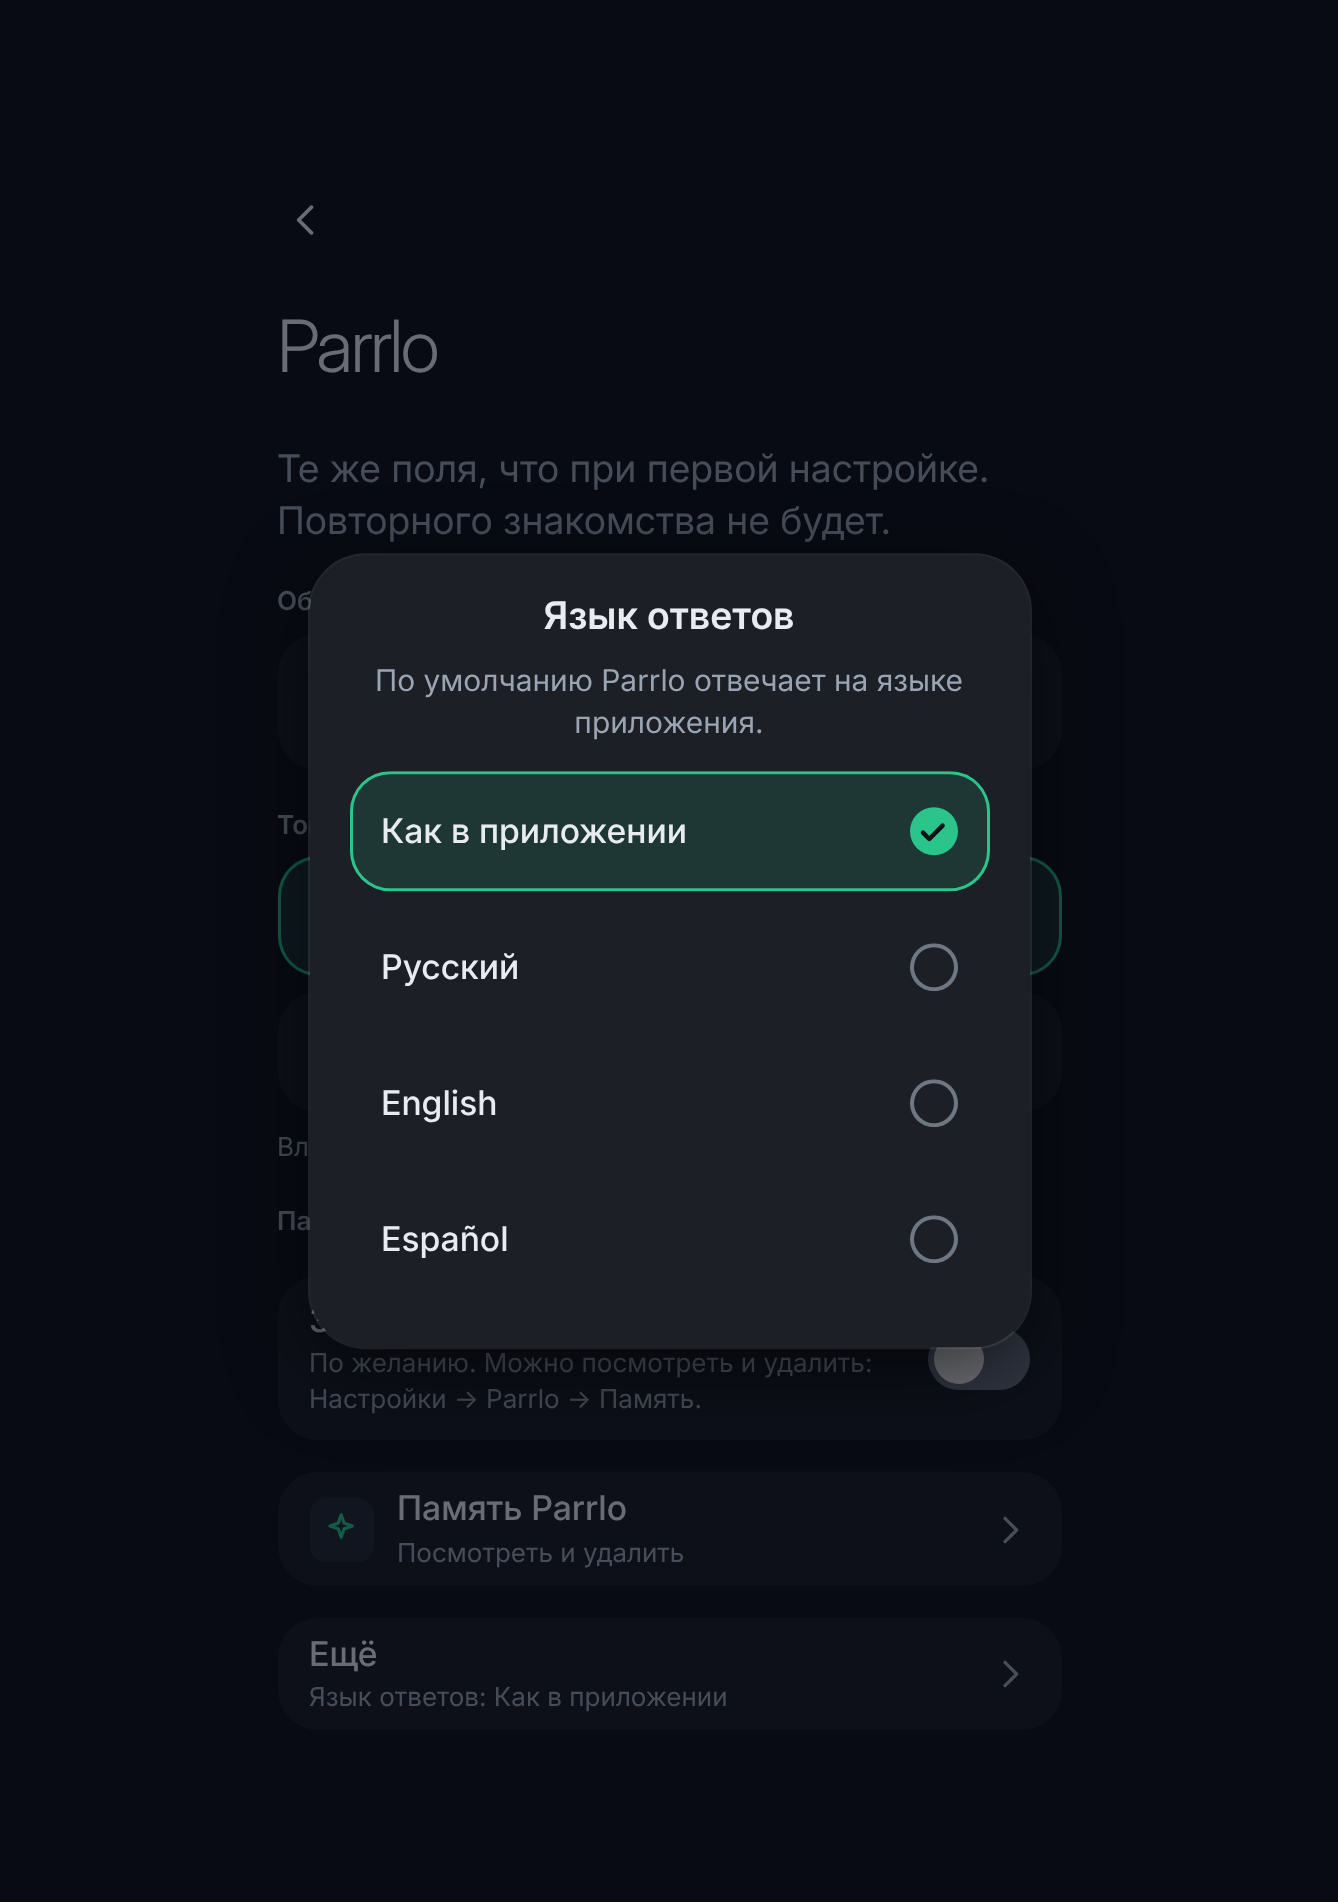 Parrlo
Те же поля, что при первой настройке.
Повторного знакомства не будет.
Язык ответов
По умолчанию Parrlo отвечает на языке
приложения.
Как в приложении
Русский
English
Español
По желанию. Можно посмотреть и удалить:
Настройки → Parrlo → Память.
Память Parrlo
Посмотреть и удалить
Ещё
Язык ответов: Как в приложении